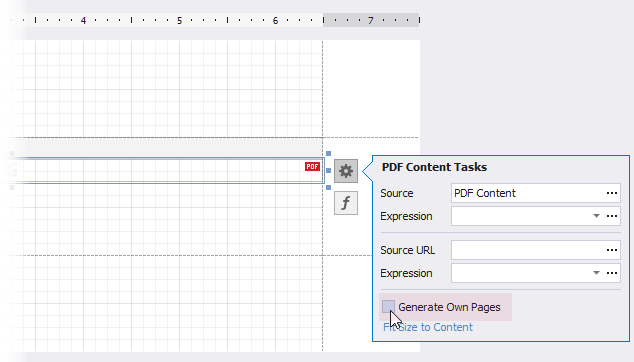 4 5 6 7
PDF
PDF Content Tasks
Source PDF Content ...
Expression ...
Source URL ...
Expression ...
Generate Own Pages
Fit Size to Content
f